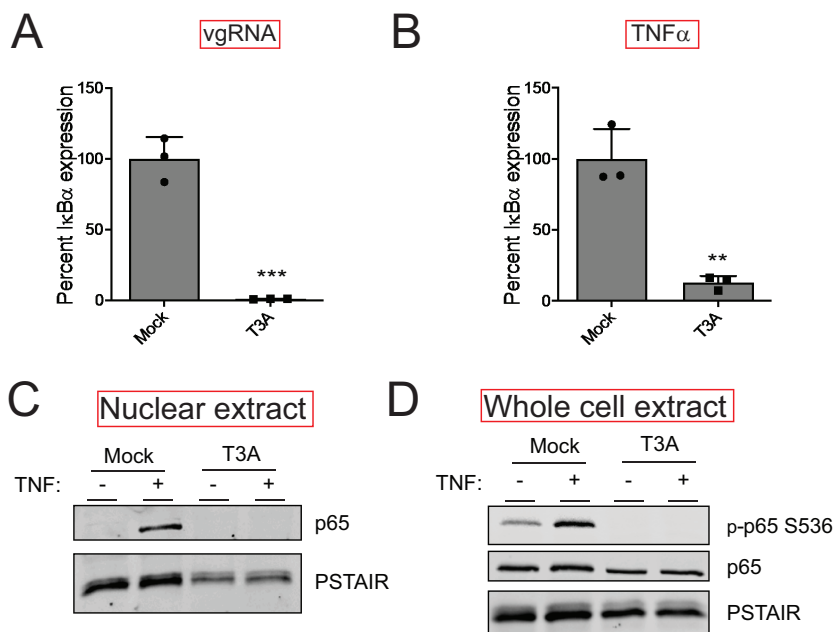 A
vgRNA
Percent IκBα expression
150
100
50
0
***
Mock
T3A
B
TNFα
Percent IκBα expression
150
100
50
0
**
Mock
T3A
C
Nuclear extract
Mock
T3A
TNF: - + - +
p65
PSTAIR
D
Whole cell extract
Mock
T3A
TNF: - + - +
p-p65 S536
p65
PSTAIR